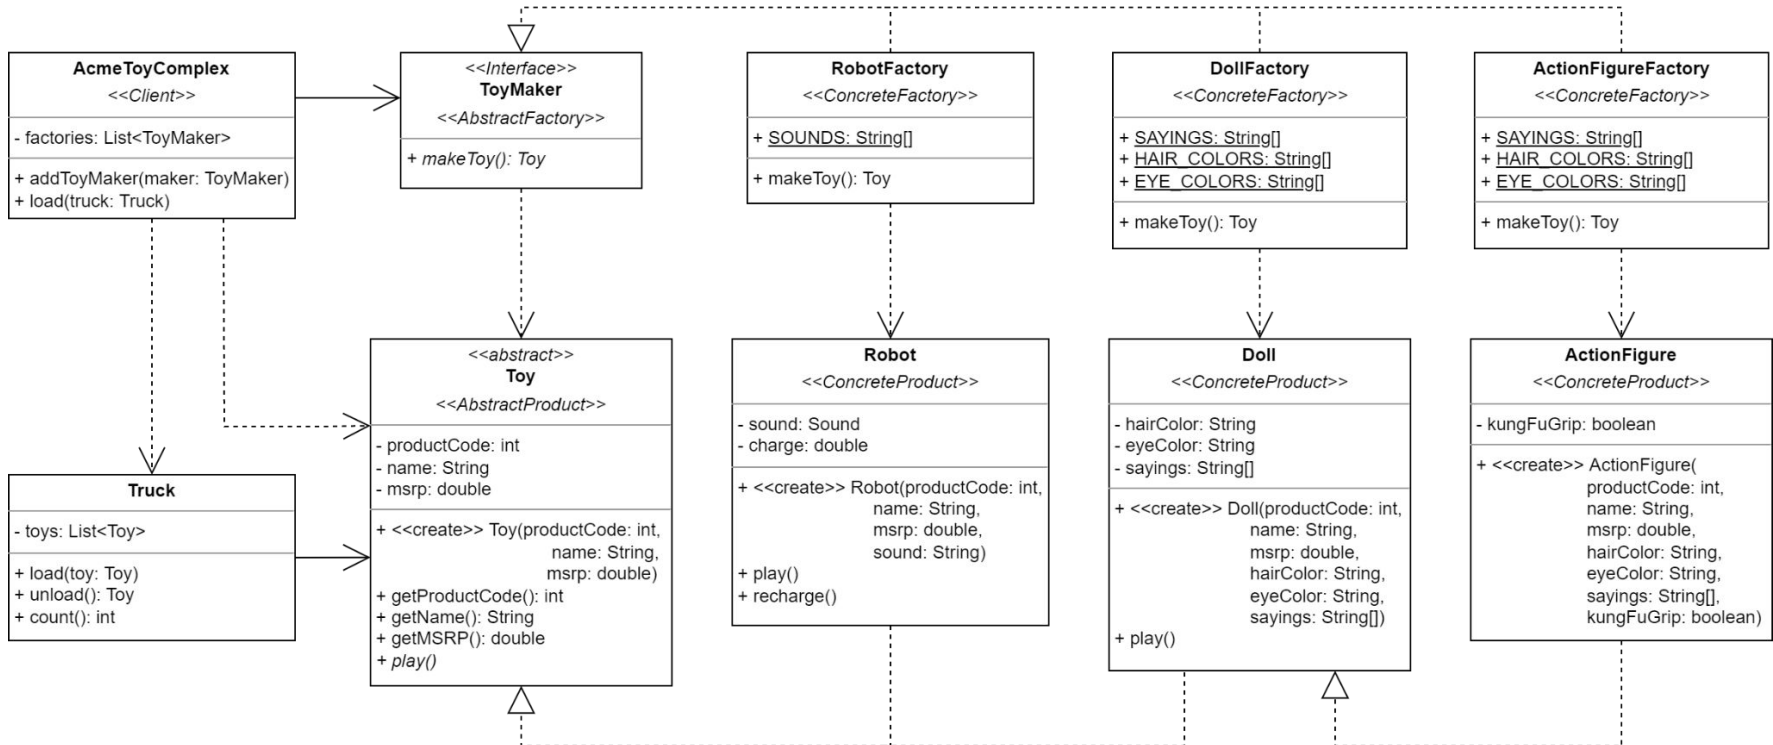 AcmeToyComplex
<<Client>>
- factories: List<ToyMaker>
+ addToyMaker(maker: ToyMaker)
+ load(truck: Truck)
<<Interface>>
ToyMaker
<<AbstractFactory>>
+ makeToy(): Toy
RobotFactory
<<ConcreteFactory>>
+ SOUNDS: String[]
+ makeToy(): Toy
DollFactory
<<ConcreteFactory>>
+ SAYINGS: String[]
+ HAIR_COLORS: String[]
+ EYE_COLORS: String[]
+ makeToy(): Toy
ActionFigureFactory
<<ConcreteFactory>>
+ SAYINGS: String[]
+ HAIR_COLORS: String[]
+ EYE_COLORS: String[]
+ makeToy(): Toy
Truck
- toys: List<Toy>
+ load(toy: Toy)
+ unload(): Toy
+ count(): int
<<abstract>>
Toy
<<AbstractProduct>>
- productCode: int
- name: String
- msrp: double
+ <<create>> Toy(productCode: int,
name: String,
msrp: double)
+ getProductCode(): int
+ getName(): String
+ getMSRP(): double
+ play()
Robot
<<ConcreteProduct>>
- sound: Sound
- charge: double
+ <<create>> Robot(productCode: int,
name: String,
msrp: double,
sound: String)
+ play()
+ recharge()
Doll
<<ConcreteProduct>>
- hairColor: String
- eyeColor: String
- sayings: String[]
+ <<create>> Doll(productCode: int,
name: String,
msrp: double,
hairColor: String,
eyeColor: String,
sayings: String[])
+ play()
ActionFigure
<<ConcreteProduct>>
- kungFuGrip: boolean
+ <<create>> ActionFigure(
productCode: int,
name: String,
msrp: double,
hairColor: String,
eyeColor: String,
sayings: String[],
kungFuGrip: boolean)